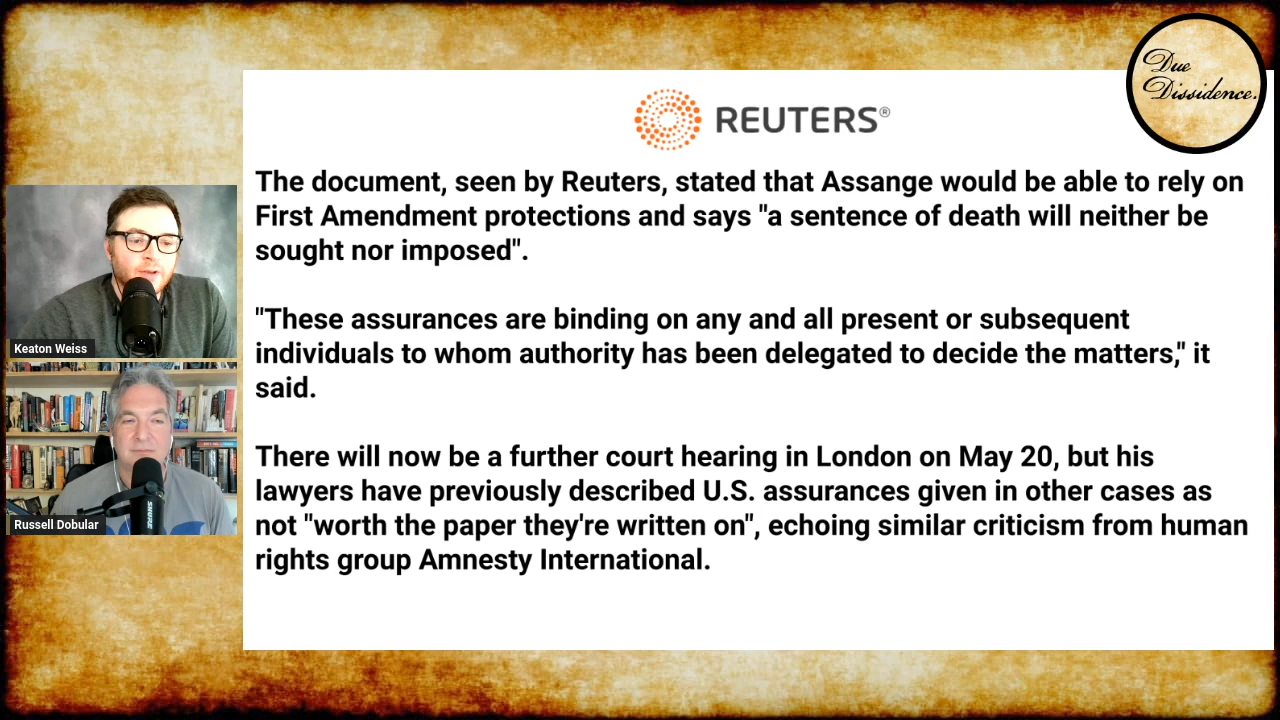 Due
Dissidence.
REUTERS®
The document, seen by Reuters, stated that Assange would be able to rely on
First Amendment protections and says "a sentence of death will neither be
sought nor imposed".
"These assurances are binding on any and all present or subsequent
individuals to whom authority has been delegated to decide the matters," it
said.
There will now be a further court hearing in London on May 20, but his
lawyers have previously described U.S. assurances given in other cases as
not "worth the paper they're written on", echoing similar criticism from human
rights group Amnesty International.
Keaton Weiss
Russell Dobular
SHURE